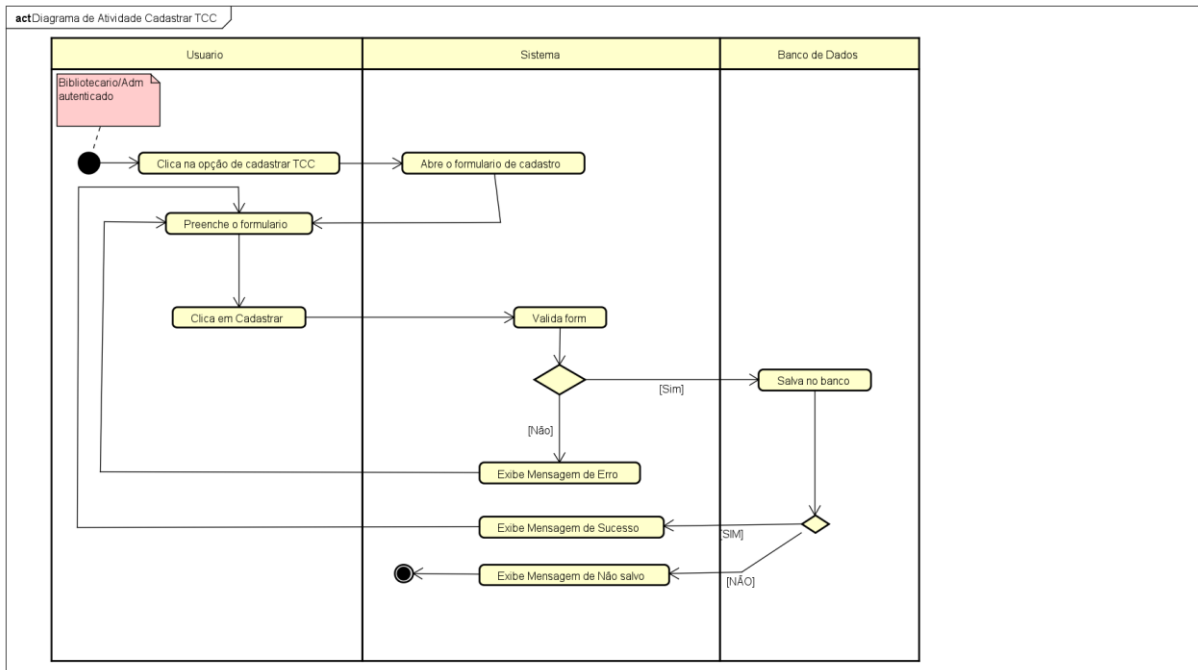 act Diagrama de Atividade Cadastrar TCC
Usuario
Sistema
Banco de Dados
Bibliotecario/Adm
autenticado
Clica na opção de cadastrar TCC
Abre o formulario de cadastro
Preenche o formulario
Clica em Cadastrar
Valida form
[Sim]
Salva no banco
[Não]
Exibe Mensagem de Erro
Exibe Mensagem de Sucesso
[SIM]
Exibe Mensagem de Não salvo
[NÃO]